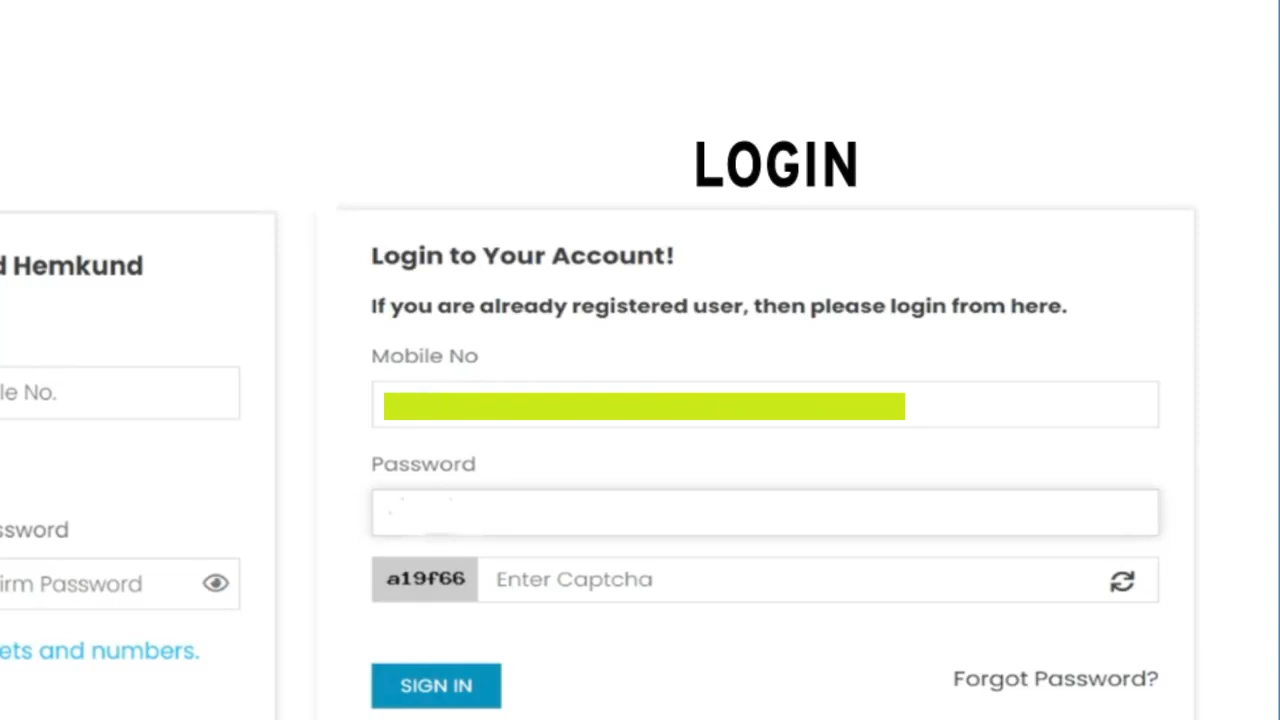 LOGIN
d Hemkund
le No.
ssword
irm Password
ets and numbers.
Login to Your Account!
If you are already registered user, then please login from here.
Mobile No
Password
a19f66 Enter Captcha
SIGN IN
Forgot Password?